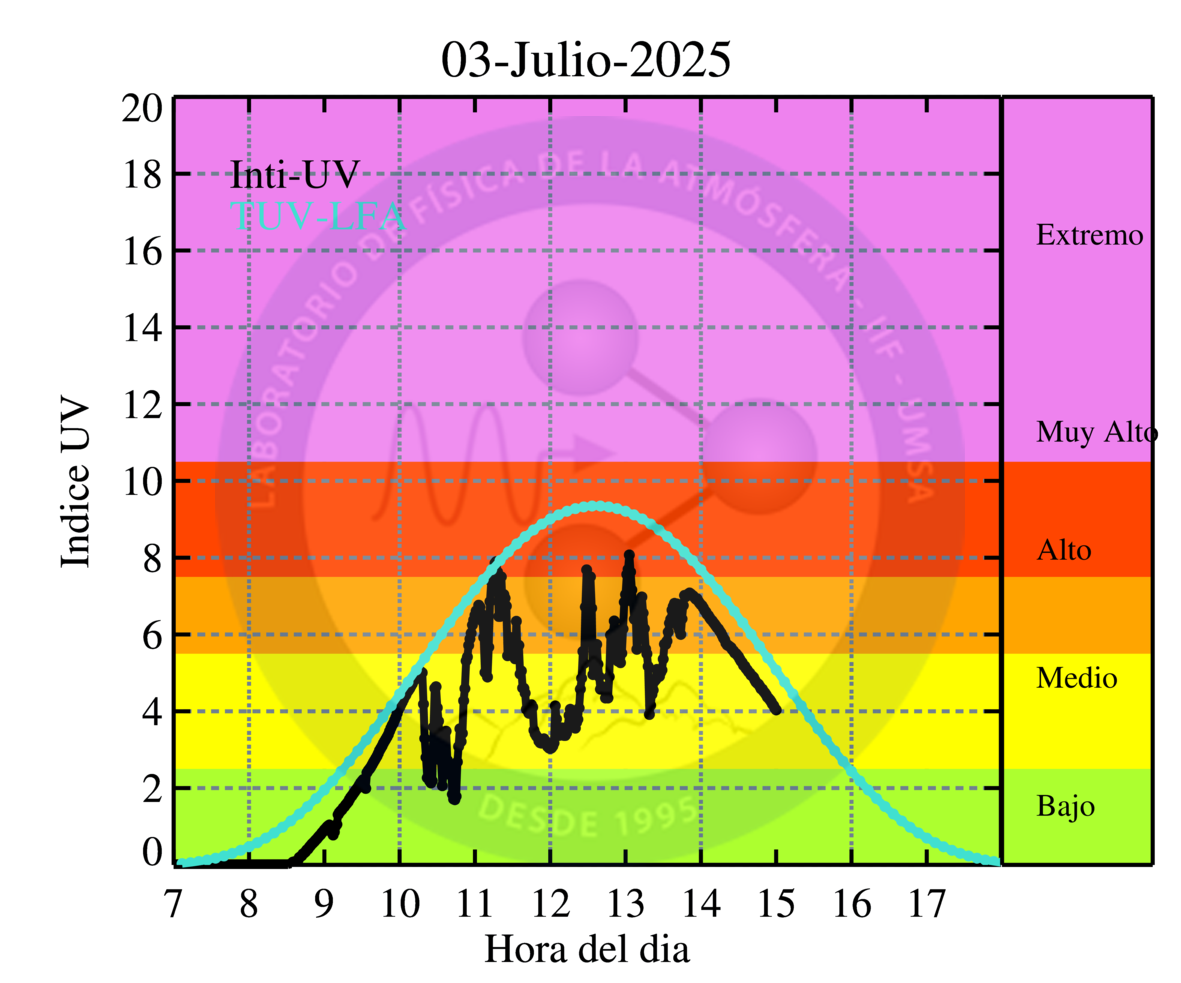 03-Julio-2025
20
18
16
14
12
10
8
6
4
2
0
Indice UV
Inti-UV
TUV-LFA
LABORATORIO DE FÍSICA DE LA ATMÓSFERA - IIF - UMSA
DESDE 1995
Extremo
Muy Alto
Alto
Medio
Bajo
7 8 9 10 11 12 13 14 15 16 17
Hora del dia